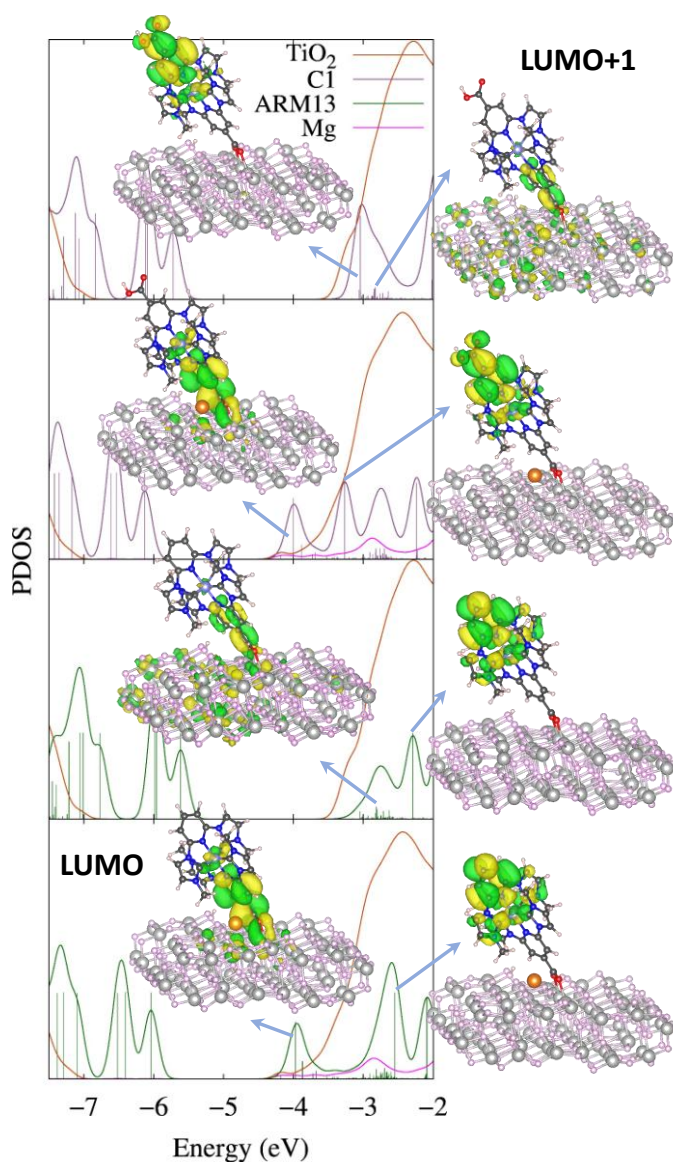 TiO₂
C1
ARM13
Mg
LUMO+1
PDOS
LUMO
−7 −6 −5 −4 −3 −2
Energy (eV)